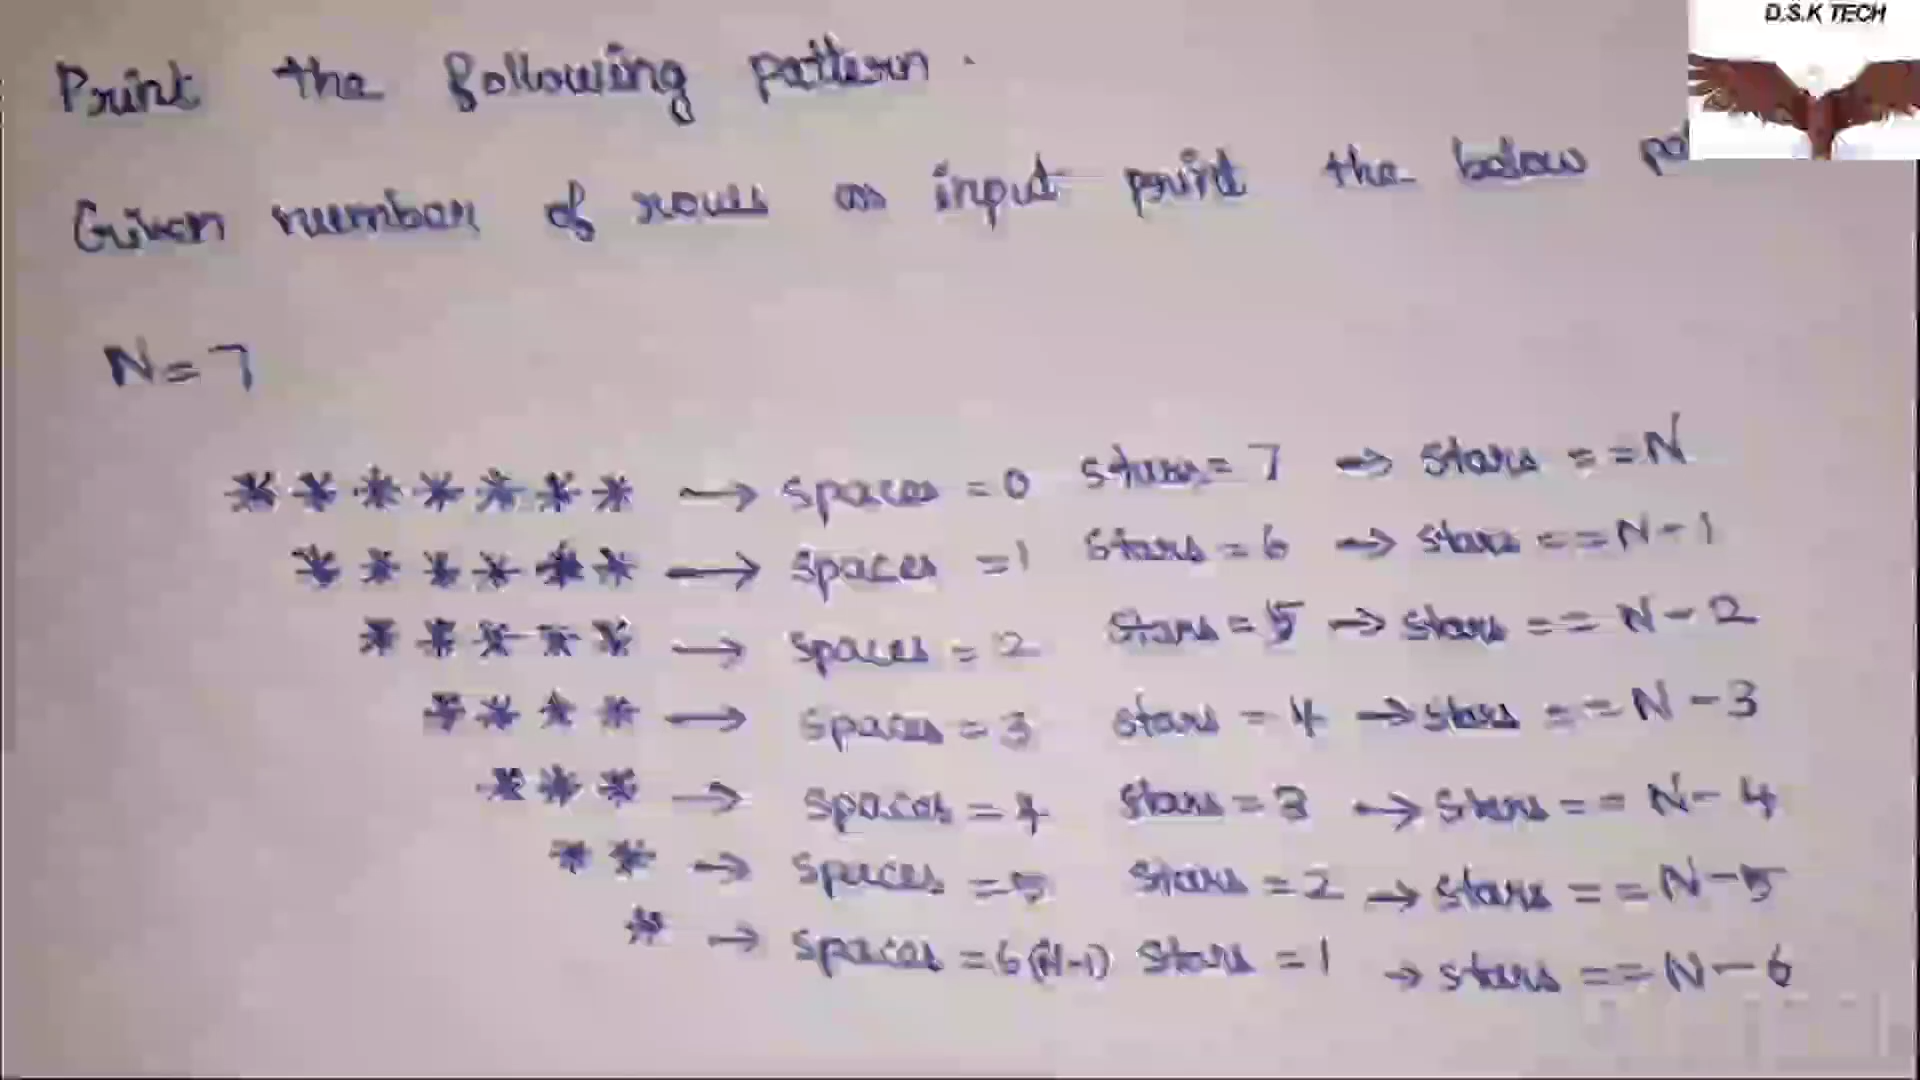 D.S.K TECH
Print the following pattern.
Given number of rows as input print the below
N=7
******* → spaces =0 stars= 7 → stars ==N
****** → spaces =1 stars = 6 → stars ==N-1
***** → spaces = 2 stars = 5 → stars == N-2
**** → spaces = 3 stars = 4 → stars == N-3
*** → spaces = 4 stars = 3 → stars == N-4
** → spaces =5 stars = 2 → stars == N-5
* → spaces =6(N-1) stars =1 → stars == N-6